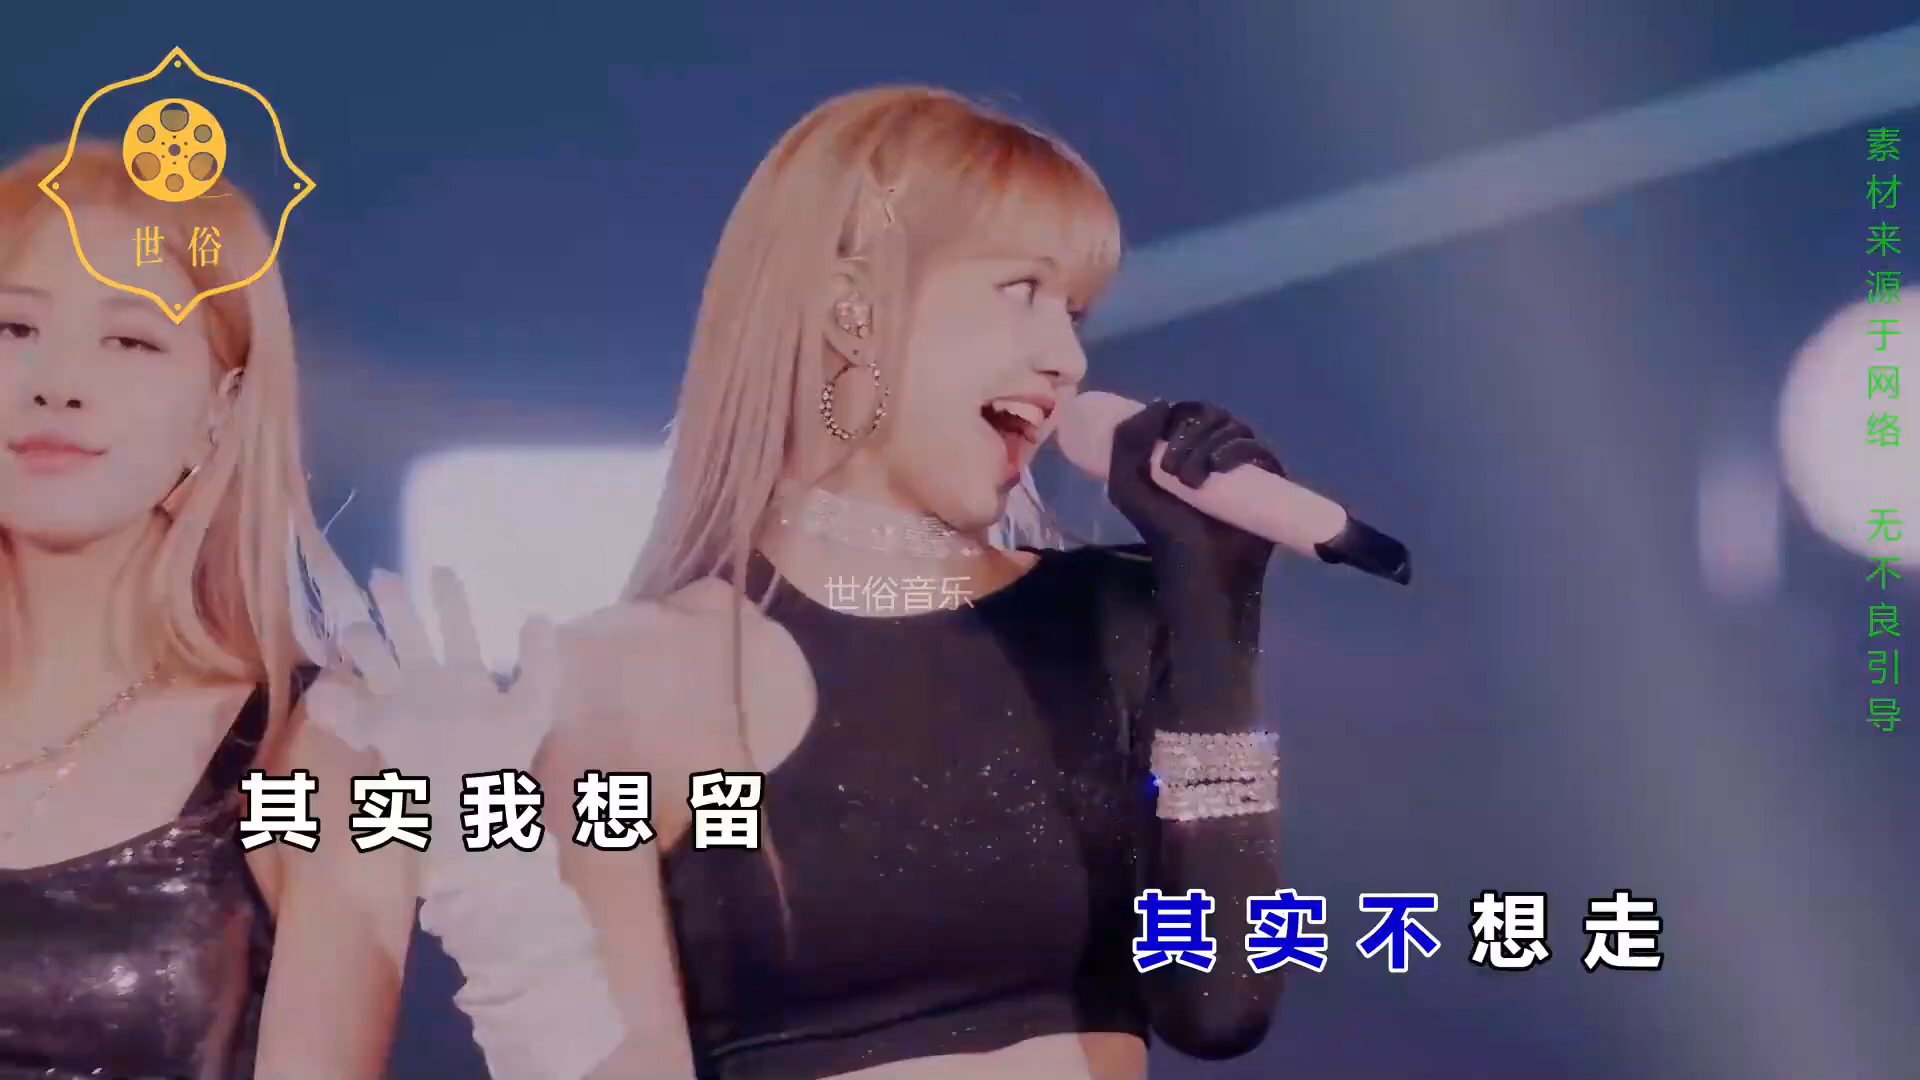 世俗
素材来源于网络 无不良引导
世俗音乐
其实我想留
其实不想走